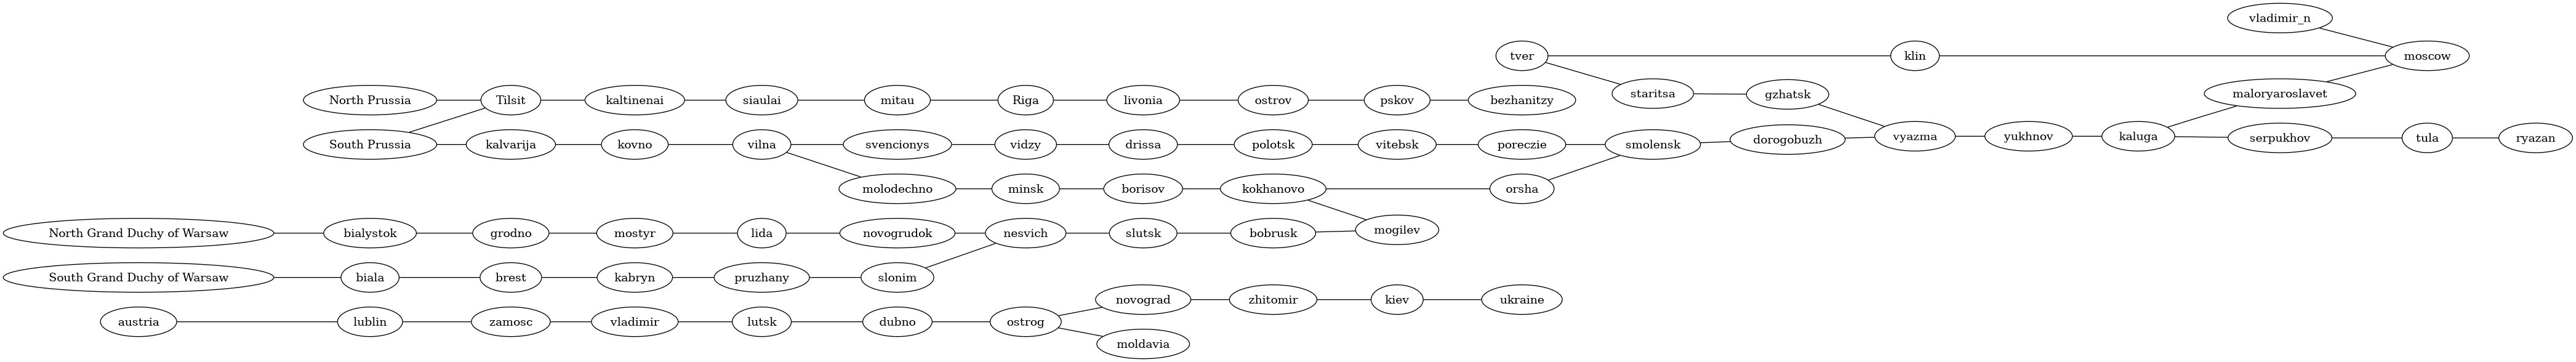 vladimir_n
tver
klin
moscow
North Prussia
Tilsit
kaltinenai
siaulai
mitau
Riga
livonia
ostrov
pskov
bezhanitzy
staritsa
gzhatsk
maloryaroslavet
South Prussia
kalvarija
kovno
vilna
svencionys
vidzy
drissa
polotsk
vitebsk
poreczie
smolensk
dorogobuzh
vyazma
yukhnov
kaluga
serpukhov
tula
ryazan
molodechno
minsk
borisov
kokhanovo
orsha
North Grand Duchy of Warsaw
bialystok
grodno
mostyr
lida
novogrudok
nesvich
slutsk
bobrusk
mogilev
South Grand Duchy of Warsaw
biala
brest
kabryn
pruzhany
slonim
novograd
zhitomir
kiev
ukraine
austria
lublin
zamosc
vladimir
lutsk
dubno
ostrog
moldavia